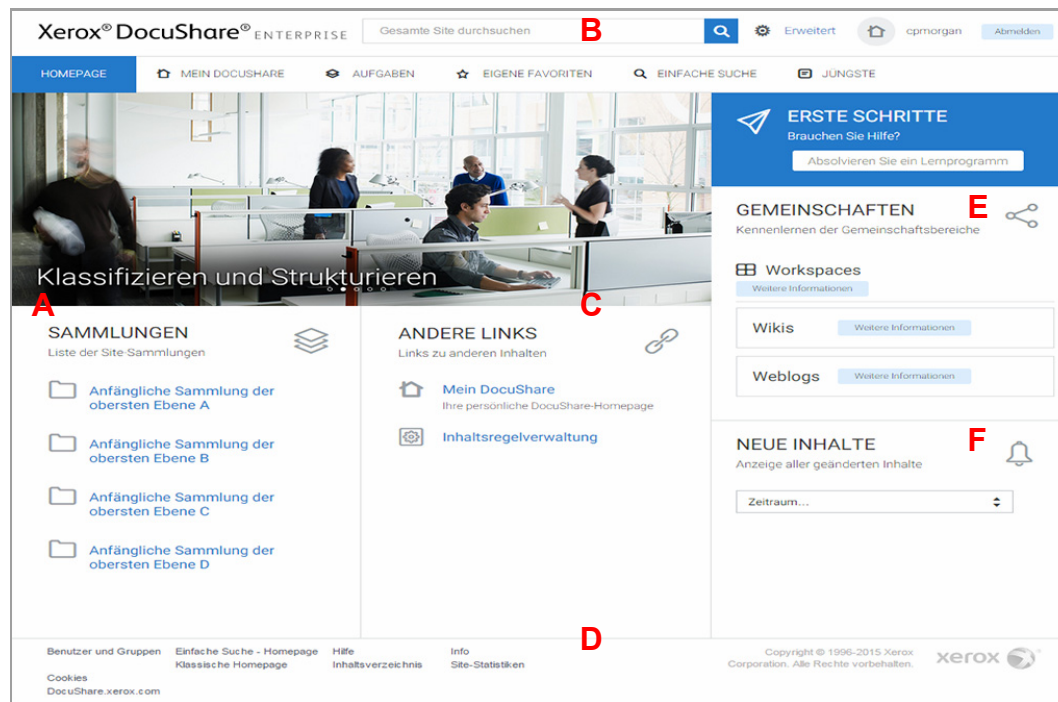 Xerox® DocuShare® ENTERPRISE
Gesamte Site durchsuchen
B
Erweitert
cpmorgan
Abmelden
HOMEPAGE
MEIN DOCUSHARE
AUFGABEN
EIGENE FAVORITEN
EINFACHE SUCHE
JÜNGSTE
Klassifizieren und Strukturieren
ERSTE SCHRITTE
Brauchen Sie Hilfe?
Absolvieren Sie ein Lernprogramm
GEMEINSCHAFTEN
E
Kennenlernen der Gemeinschaftsbereiche
Workspaces
Weitere Informationen
Wikis
Weitere Informationen
Weblogs
Weitere Informationen
A
SAMMLUNGEN
Liste der Site-Sammlungen
Anfängliche Sammlung der
obersten Ebene A
Anfängliche Sammlung der
obersten Ebene B
Anfängliche Sammlung der
obersten Ebene C
Anfängliche Sammlung der
obersten Ebene D
C
ANDERE LINKS
Links zu anderen Inhalten
Mein DocuShare
Ihre persönliche DocuShare-Homepage
Inhaltsregelverwaltung
NEUE INHALTE
F
Anzeige aller geänderten Inhalte
Zeitraum...
D
Benutzer und Gruppen
Einfache Suche - Homepage
Hilfe
Info
Klassische Homepage
Inhaltsverzeichnis
Site-Statistiken
Cookies
DocuShare.xerox.com
Copyright © 1996-2015 Xerox
Corporation. Alle Rechte vorbehalten.
xerox